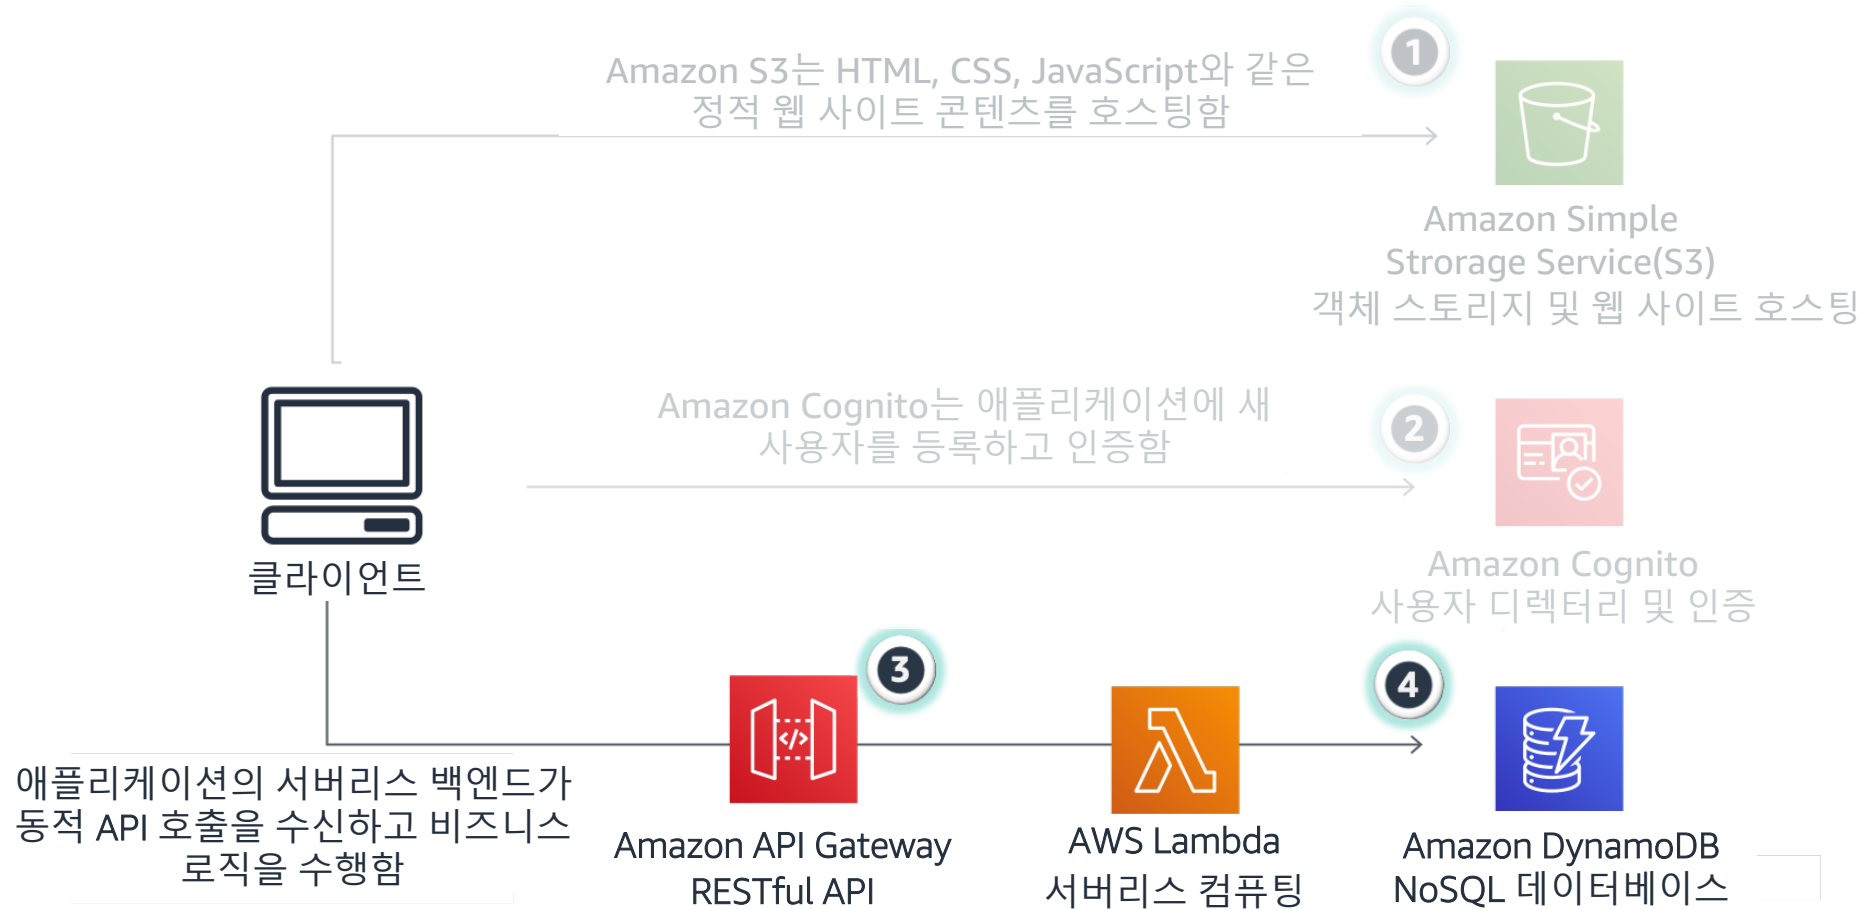 1
Amazon S3는 HTML, CSS, JavaScript와 같은
정적 웹 사이트 콘텐츠를 호스팅함
Amazon Simple
Strorage Service(S3)
객체 스토리지 및 웹 사이트 호스팅
Amazon Cognito는 애플리케이션에 새
사용자를 등록하고 인증함
2
Amazon Cognito
사용자 디렉터리 및 인증
클라이언트
3
4
애플리케이션의 서버리스 백엔드가
동적 API 호출을 수신하고 비즈니스
로직을 수행함
</>
Amazon API Gateway
RESTful API
AWS Lambda
서버리스 컴퓨팅
Amazon DynamoDB
NoSQL 데이터베이스